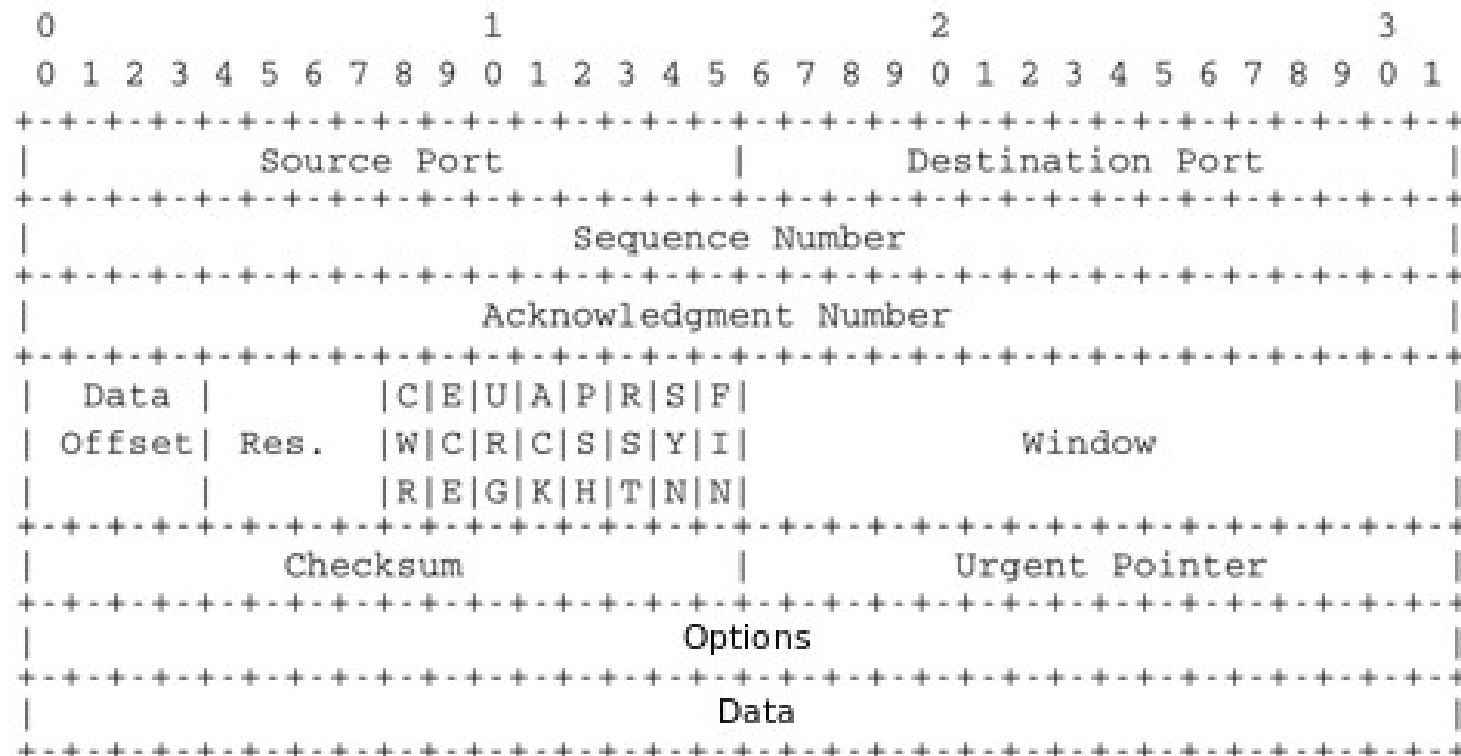 0 1 2 3
0 1 2 3 4 5 6 7 8 9 0 1 2 3 4 5 6 7 8 9 0 1 2 3 4 5 6 7 8 9 0 1
+-+-+-+-+-+-+-+-+-+-+-+-+-+-+-+-+-+-+-+-+-+-+-+-+-+-+-+-+-+-+-+-+
| Source Port | Destination Port |
+-+-+-+-+-+-+-+-+-+-+-+-+-+-+-+-+-+-+-+-+-+-+-+-+-+-+-+-+-+-+-+-+
| Sequence Number |
+-+-+-+-+-+-+-+-+-+-+-+-+-+-+-+-+-+-+-+-+-+-+-+-+-+-+-+-+-+-+-+-+
| Acknowledgment Number |
+-+-+-+-+-+-+-+-+-+-+-+-+-+-+-+-+-+-+-+-+-+-+-+-+-+-+-+-+-+-+-+-+
| Data | |C|E|U|A|P|R|S|F| |
| Offset| Res. |W|C|R|C|S|S|Y|I| Window |
| | |R|E|G|K|H|T|N|N| |
+-+-+-+-+-+-+-+-+-+-+-+-+-+-+-+-+-+-+-+-+-+-+-+-+-+-+-+-+-+-+-+-+
| Checksum | Urgent Pointer |
+-+-+-+-+-+-+-+-+-+-+-+-+-+-+-+-+-+-+-+-+-+-+-+-+-+-+-+-+-+-+-+-+
| Options |
+-+-+-+-+-+-+-+-+-+-+-+-+-+-+-+-+-+-+-+-+-+-+-+-+-+-+-+-+-+-+-+-+
| Data |
+-+-+-+-+-+-+-+-+-+-+-+-+-+-+-+-+-+-+-+-+-+-+-+-+-+-+-+-+-+-+-+-+